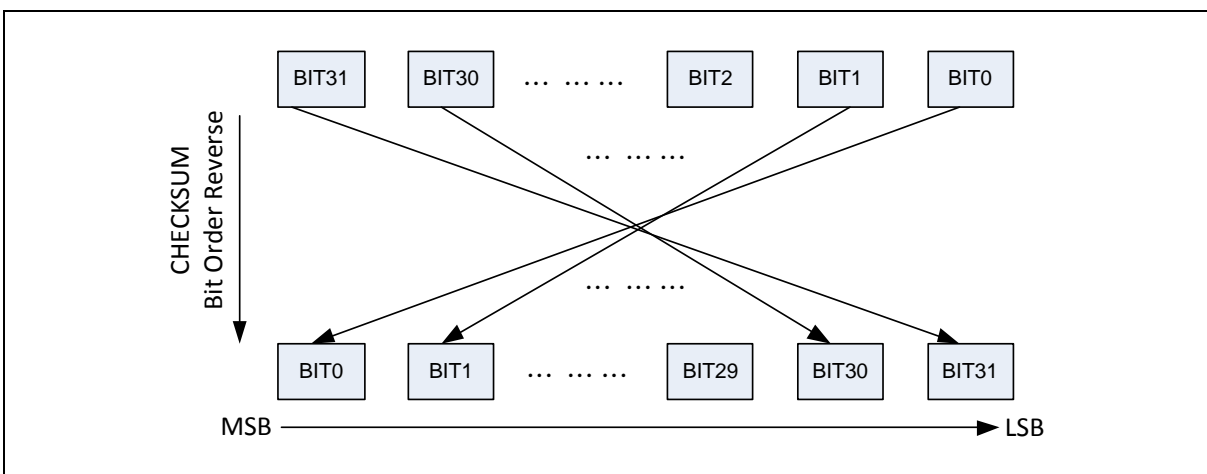 BIT31 BIT30 ... ... ... BIT2 BIT1 BIT0
... ... ...
CHECKSUM
Bit Order Reverse
... ... ...
BIT0 BIT1 ... ... ... BIT29 BIT30 BIT31
MSB LSB